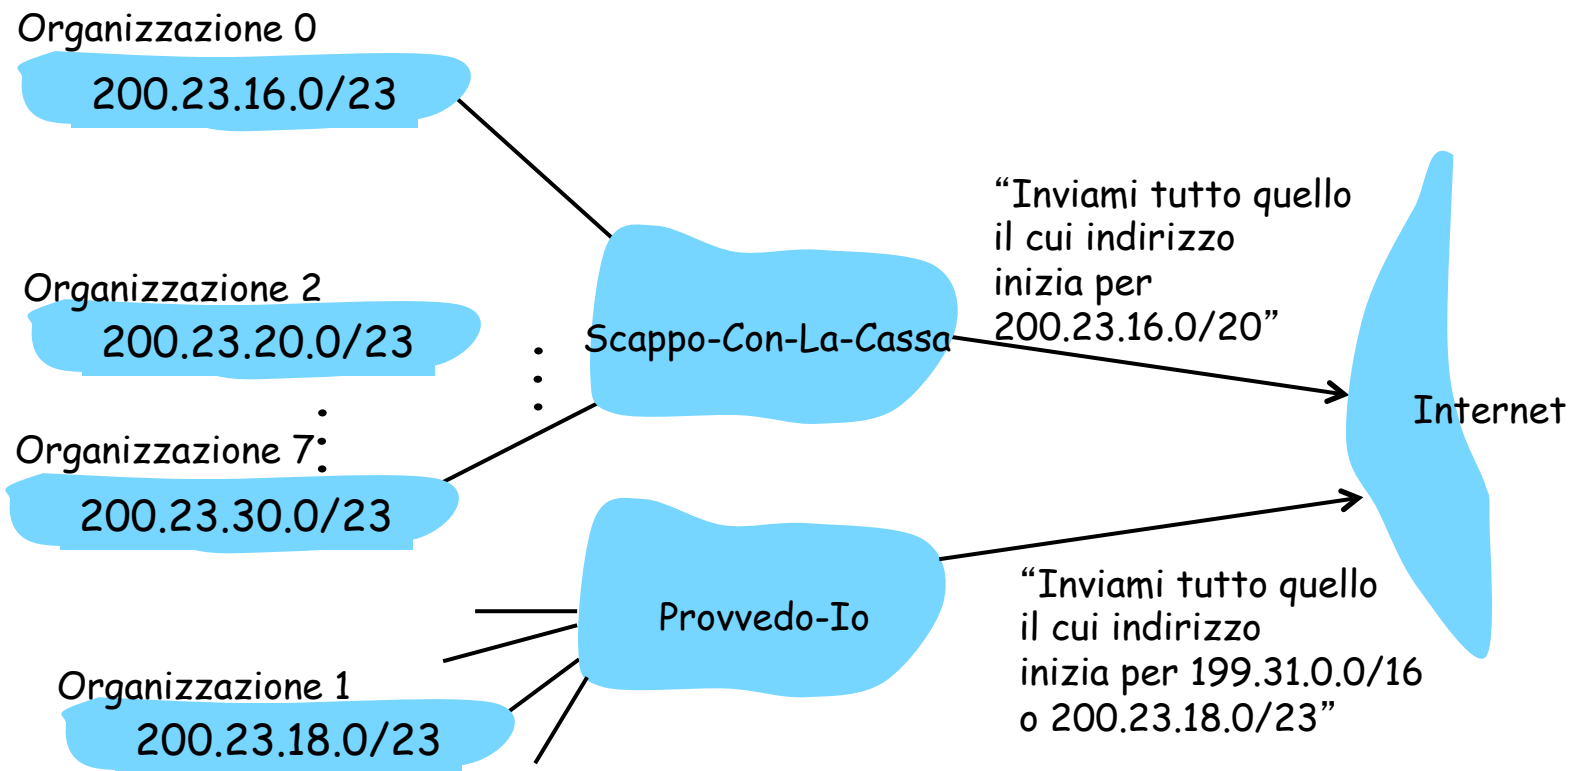 Organizzazione 0
200.23.16.0/23
Organizzazione 2
200.23.20.0/23
Organizzazione 7
200.23.30.0/23
Scappo-Con-La-Cassa
“Inviami tutto quello
il cui indirizzo
inizia per
200.23.16.0/20”
Internet
Provvedo-Io
Organizzazione 1
200.23.18.0/23
“Inviami tutto quello
il cui indirizzo
inizia per 199.31.0.0/16
o 200.23.18.0/23”